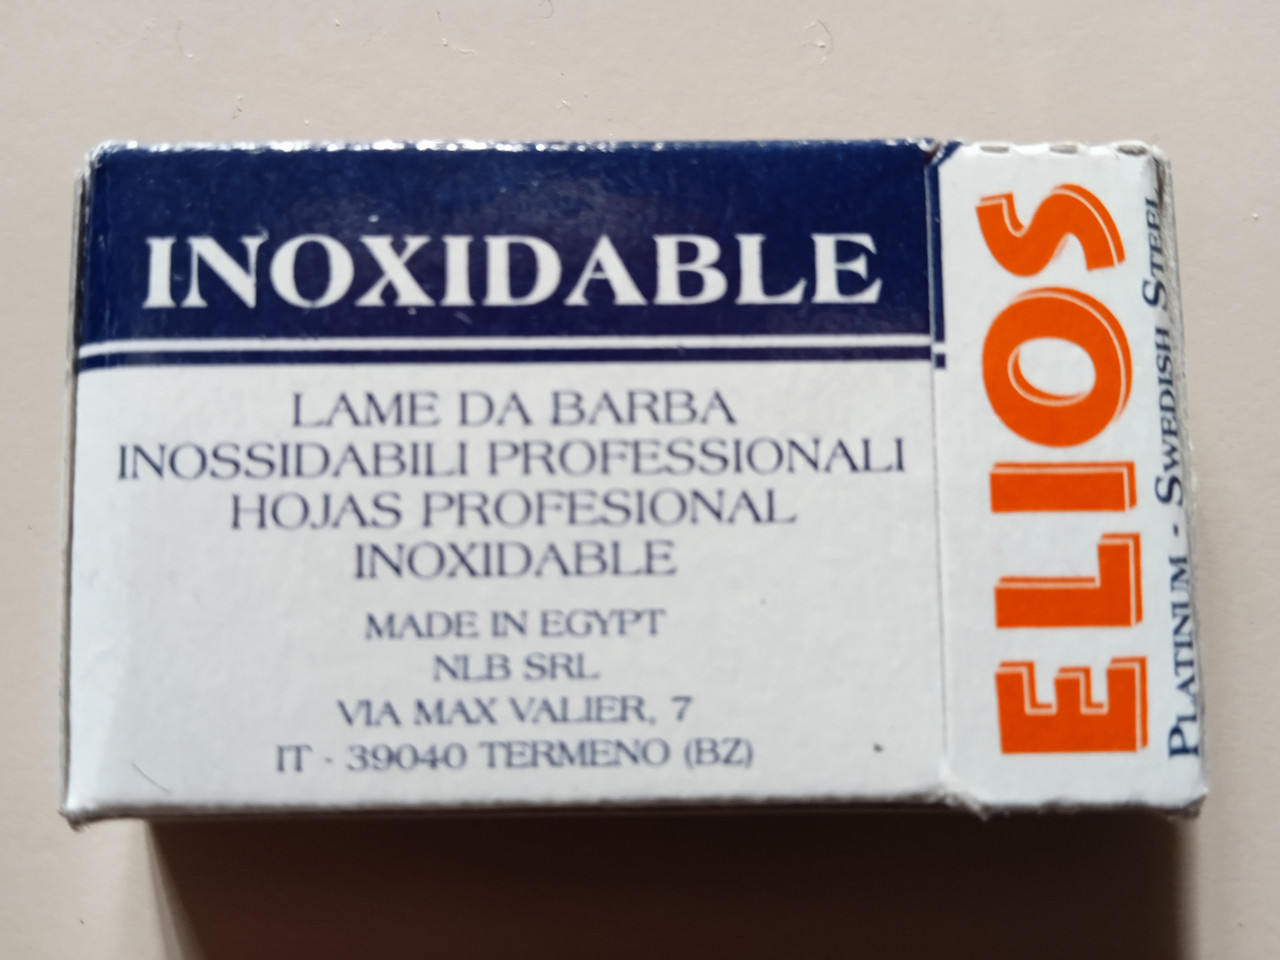 INOXIDABLE
LAME DA BARBA
INOSSIDABILI PROFESSIONALI
HOJAS PROFESIONAL
INOXIDABLE
MADE IN EGYPT
NLB SRL
VIA MAX VALIER, 7
IT - 39040 TERMENO (BZ)
ELIOS
PLATINUM - SWEDISH STEEL